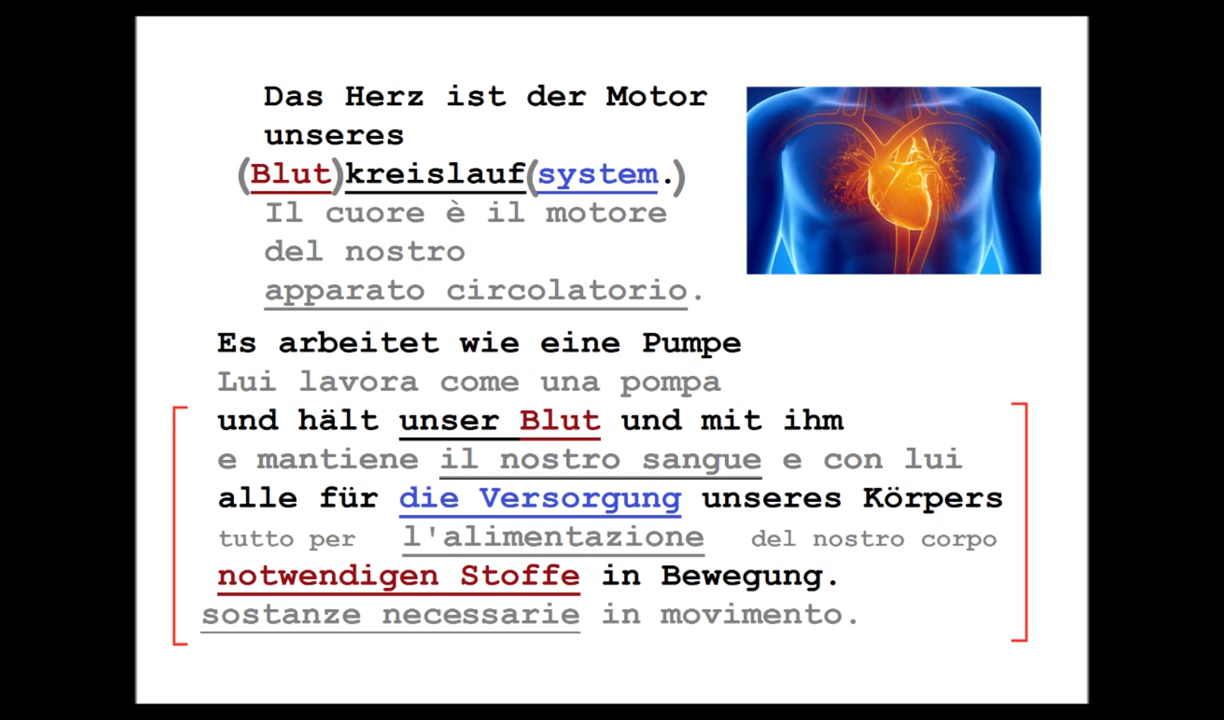 Das Herz ist der Motor
unseres
(Blut)kreislauf(system.)
Il cuore è il motore
del nostro
apparato circolatorio.
Es arbeitet wie eine Pumpe
Lui lavora come una pompa
und hält unser Blut und mit ihm
e mantiene il nostro sangue e con lui
alle für die Versorgung unseres Körpers
tutto per l'alimentazione del nostro corpo
notwendigen Stoffe in Bewegung.
sostanze necessarie in movimento.